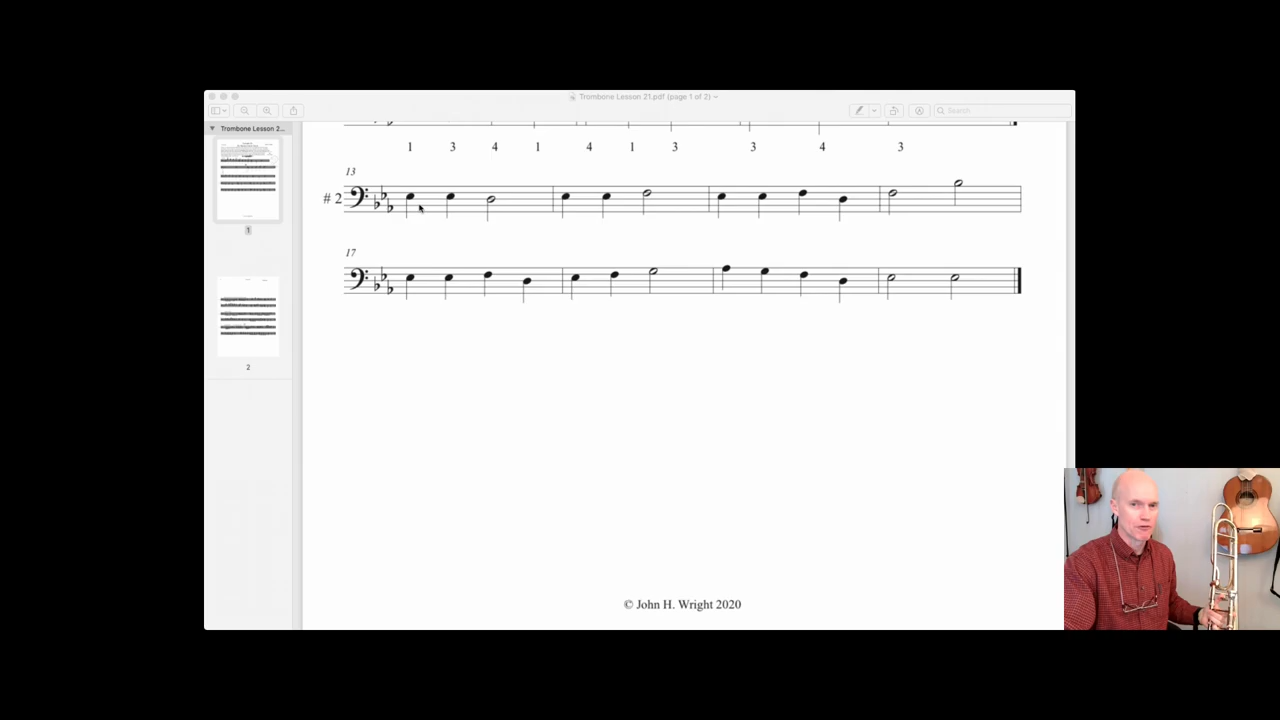 Trombone Lesson 21.pdf (page 1 of 2)
Search
Trombone Lesson 2...
1 3 4 1 4 1 3 3 4 3
13
# 2
17
1
2
© John H. Wright 2020